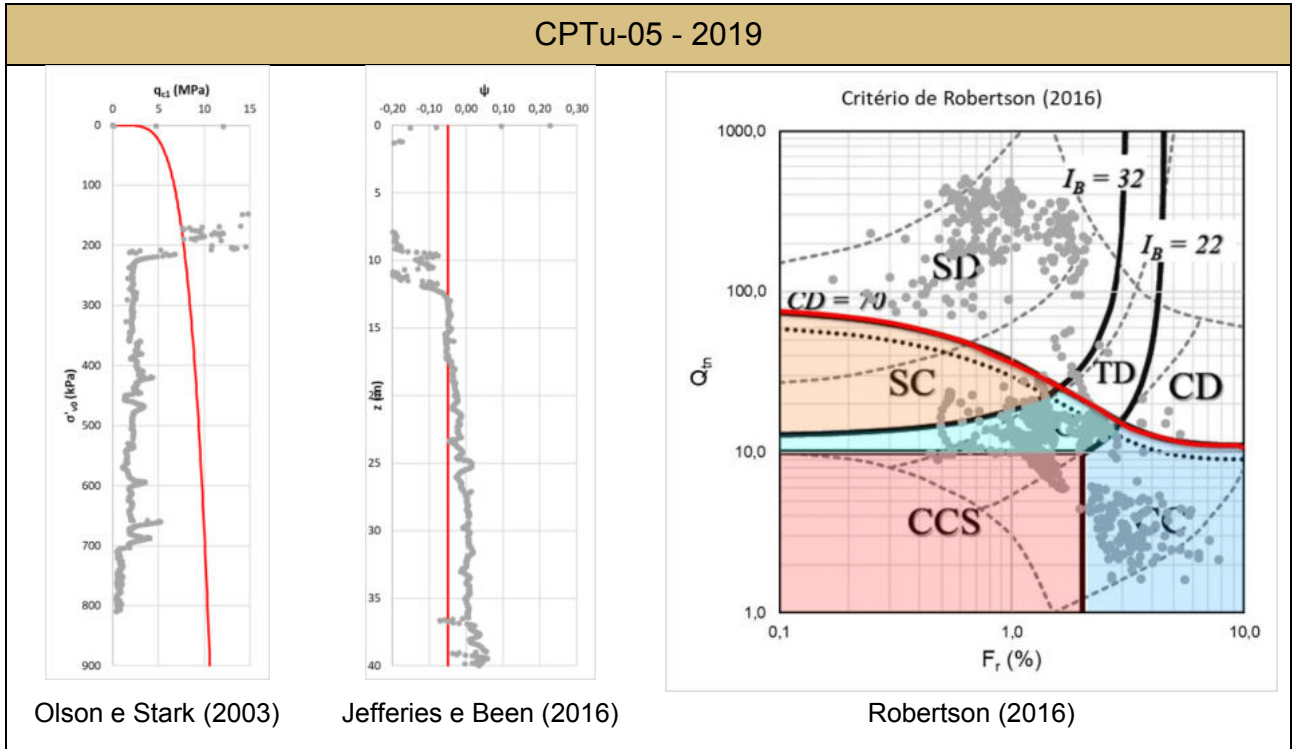 CPTu-05 - 2019
qc1 (MPa)
0 5 10 15
0
100
200
300
400
500
600
700
800
900
σ'v0 (kPa)
Olson e Stark (2003)
ψ
-0,20 -0,10 0,00 0,10 0,20 0,30
0
5
10
15
20
25
30
35
40
z (m)
Jefferies e Been (2016)
Critério de Robertson (2016)
1000,0
100,0
10,0
1,0
Qtn
IB = 32
IB = 22
SD
CD = 70
SC
TD
CD
CCS
0,1 1,0 10,0
Fr (%)
Robertson (2016)